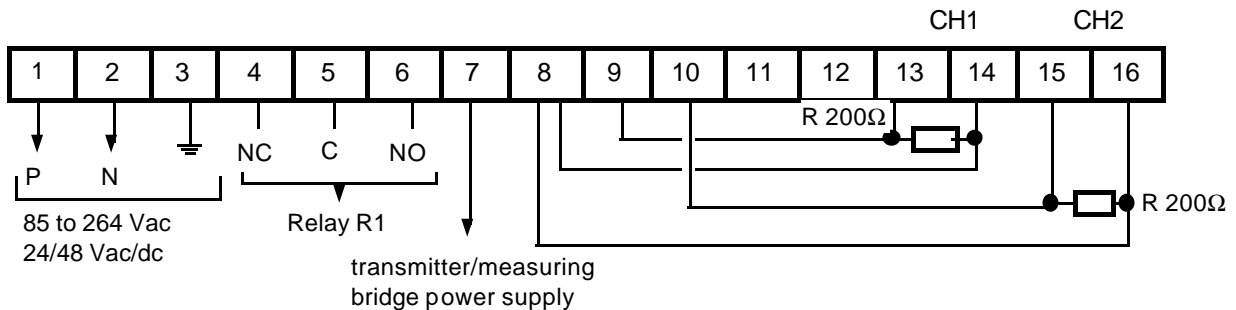 CH1 CH2
1 2 3 4 5 6 7 8 9 10 11 12 13 14 15 16
R 200Ω
NC C NO
P N
R 200Ω
85 to 264 Vac
24/48 Vac/dc
Relay R1
transmitter/measuring
bridge power supply